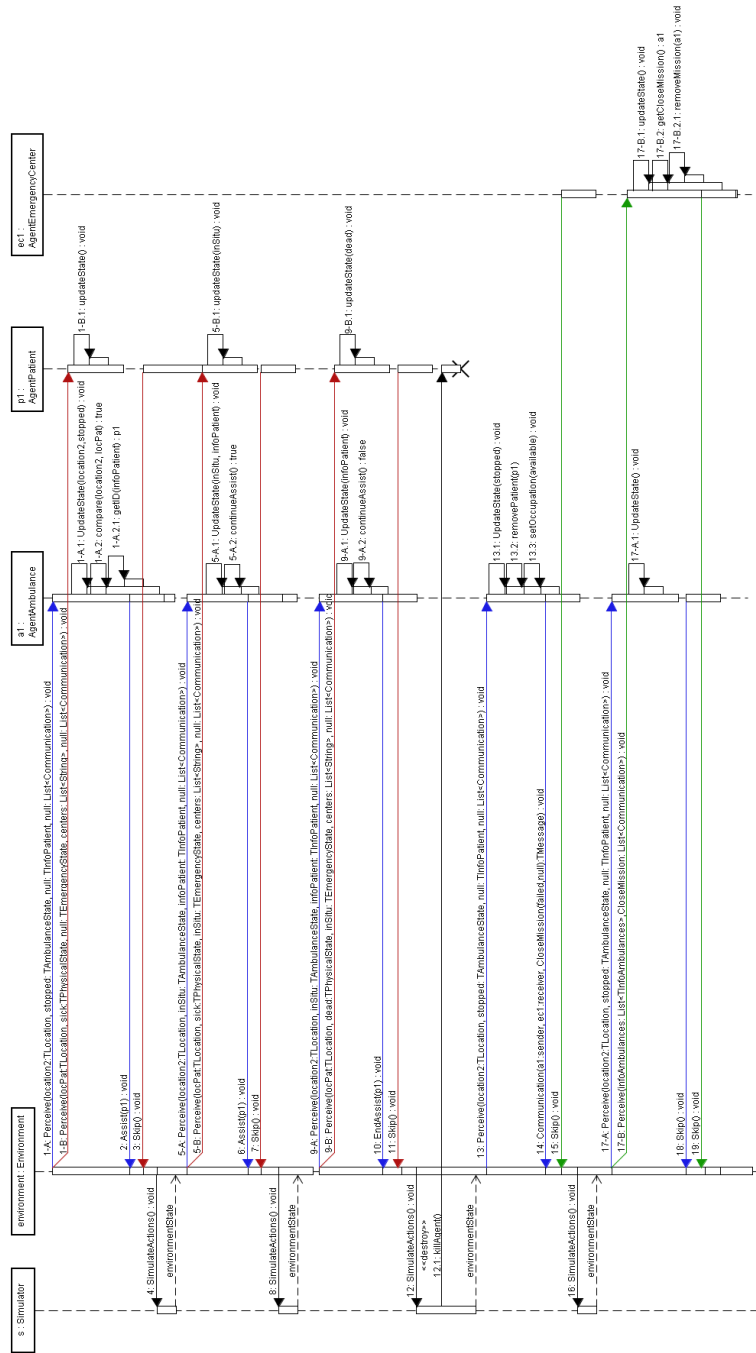 s : Simulator
environment : Environment
a1 :
AgentAmbulance
p1 :
AgentPatient
ec1 :
AgentEmergencyCenter
1-A: Perceive(location2:TLocation, stopped: TAmbulanceState, null: TInfoPatient, null: List<Communication>) : void
1-B: Perceive(locPat:TLocation, sick:TPhysicalState, null: TEmergencyState, centers: List<String>, null: List<Communication>) : void
1-A.1: UpdateState(location2,stopped) : void
1-A.2: compare(location2, locPat) : true
1-A.2.1: getID(infoPatient) : p1
1-B.1: updateState() : void
2: Assist(p1) : void
3: Skip() : void
4: SimulateActions() : void
environmentState
5-A: Perceive(location2:TLocation, inSitu: TAmbulanceState, infoPatient: TInfoPatient, null: List<Communication>) : void
5-B: Perceive(locPat:TLocation, sick:TPhysicalState, inSitu: TEmergencyState, centers: List<String>, null: List<Communication>) : void
5-A.1: UpdateState(inSitu, infoPatient) : void
5-A.2: continueAssist() : true
5-B.1: updateState(inSitu) : void
6: Assist(p1) : void
7: Skip() : void
8: SimulateActions() : void
environmentState
9-A: Perceive(location2:TLocation, inSitu: TAmbulanceState, infoPatient: TInfoPatient, null: List<Communication>) : void
9-B: Perceive(locPat:TLocation, dead:TPhysicalState, inSitu: TEmergencyState, centers: List<String>, null: List<Communication>) : void
9-A.1: UpdateState(infoPatient) : void
9-A.2: continueAssist() : false
9-B.1: updateState(dead) : void
10: EndAssist(p1) : void
11: Skip() : void
12: SimulateActions() : void
<<destroy>>
12.1: killAgent()
environmentState
13: Perceive(location2:TLocation, stopped: TAmbulanceState, null: TInfoPatient, null: List<Communication>) : void
13.1: UpdateState(stopped) : void
13.2: removePatient(p1)
13.3: setOccupation(available) : void
14: Communication(a1:sender, ec1:receiver, CloseMission(failed,null):TMessage) : void
15: Skip() : void
16: SimulateActions() : void
environmentState
17-A: Perceive(location2:TLocation, stopped: TAmbulanceState, null: TInfoPatient, null: List<Communication>) : void
17-B: Perceive(infoAmbulances: List<TInfoAmbulances>,CloseMission: List<Communication>) : void
17-A.1: UpdateState() : void
17-B.1: updateState() : void
17-B.2: getCloseMission() : a1
17-B.2.1: removeMission(a1) : void
18: Skip() : void
19: Skip() : void